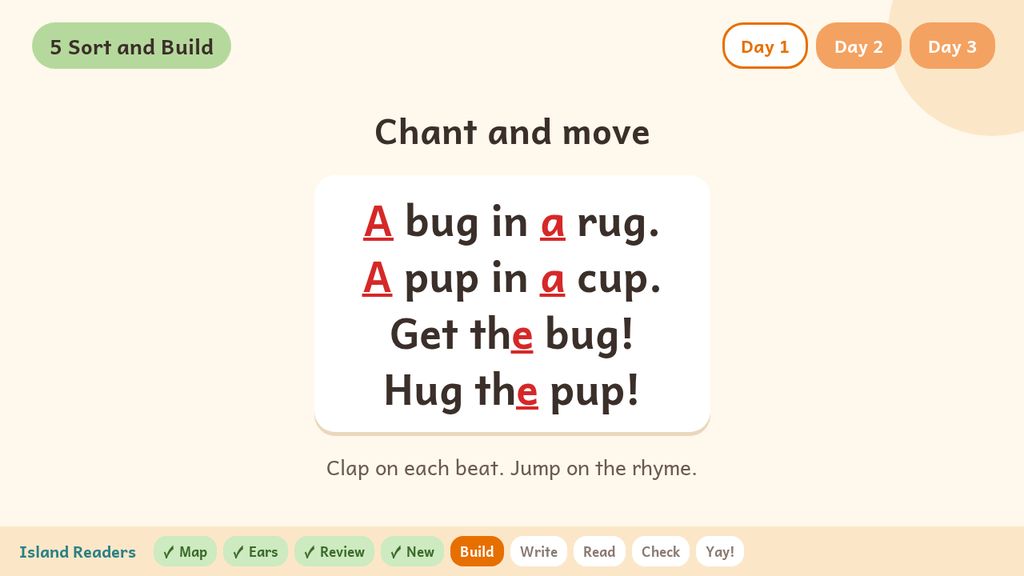 5 Sort and Build
Day 1 Day 2 Day 3
Chant and move
A bug in a rug.
A pup in a cup.
Get the bug!
Hug the pup!
Clap on each beat. Jump on the rhyme.
Island Readers ✓ Map ✓ Ears ✓ Review ✓ New Build Write Read Check Yay!